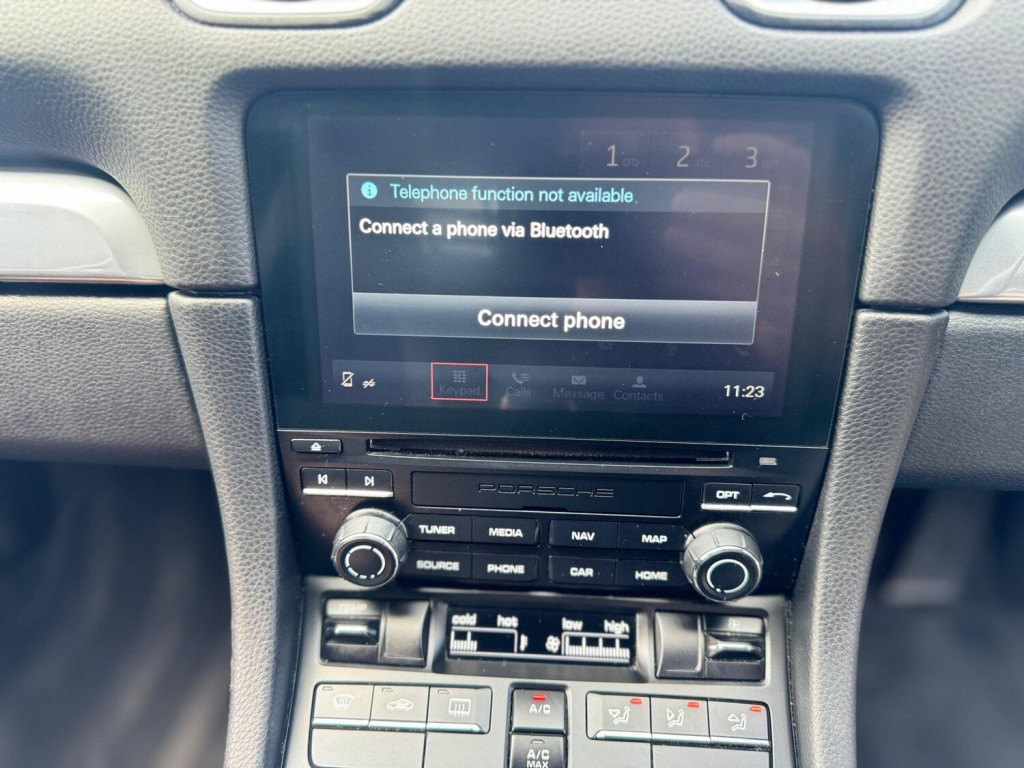 1 2 3
Telephone function not available
Connect a phone via Bluetooth
Connect phone
Keypad Calls Message Contacts 11:23
PORSCHE
OPT
TUNER MEDIA NAV MAP
SOURCE PHONE CAR HOME
TEMP
cold hot low high
A/C
A/C
MAX